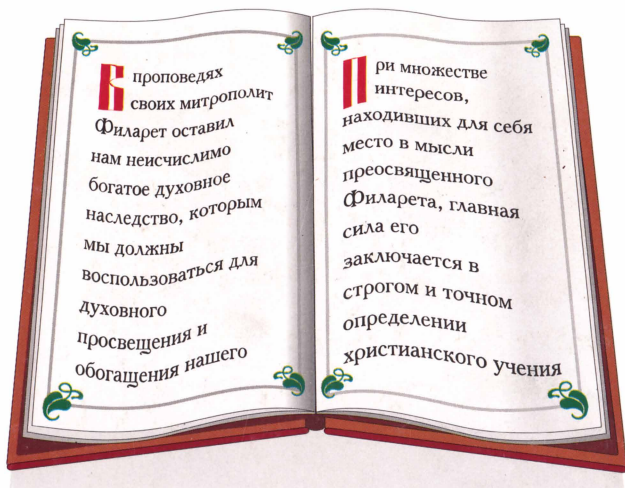 В проповедях
своих митрополит
Филарет оставил
нам неисчислимо
богатое духовное
наследство, которым
мы должны
воспользоваться для
духовного
просвещения и
обогащения нашего
При множестве
интересов,
находивших для себя
место в мысли
преосвященного
Филарета, главная
сила его
заключается в
строгом и точном
определении
христианского учения